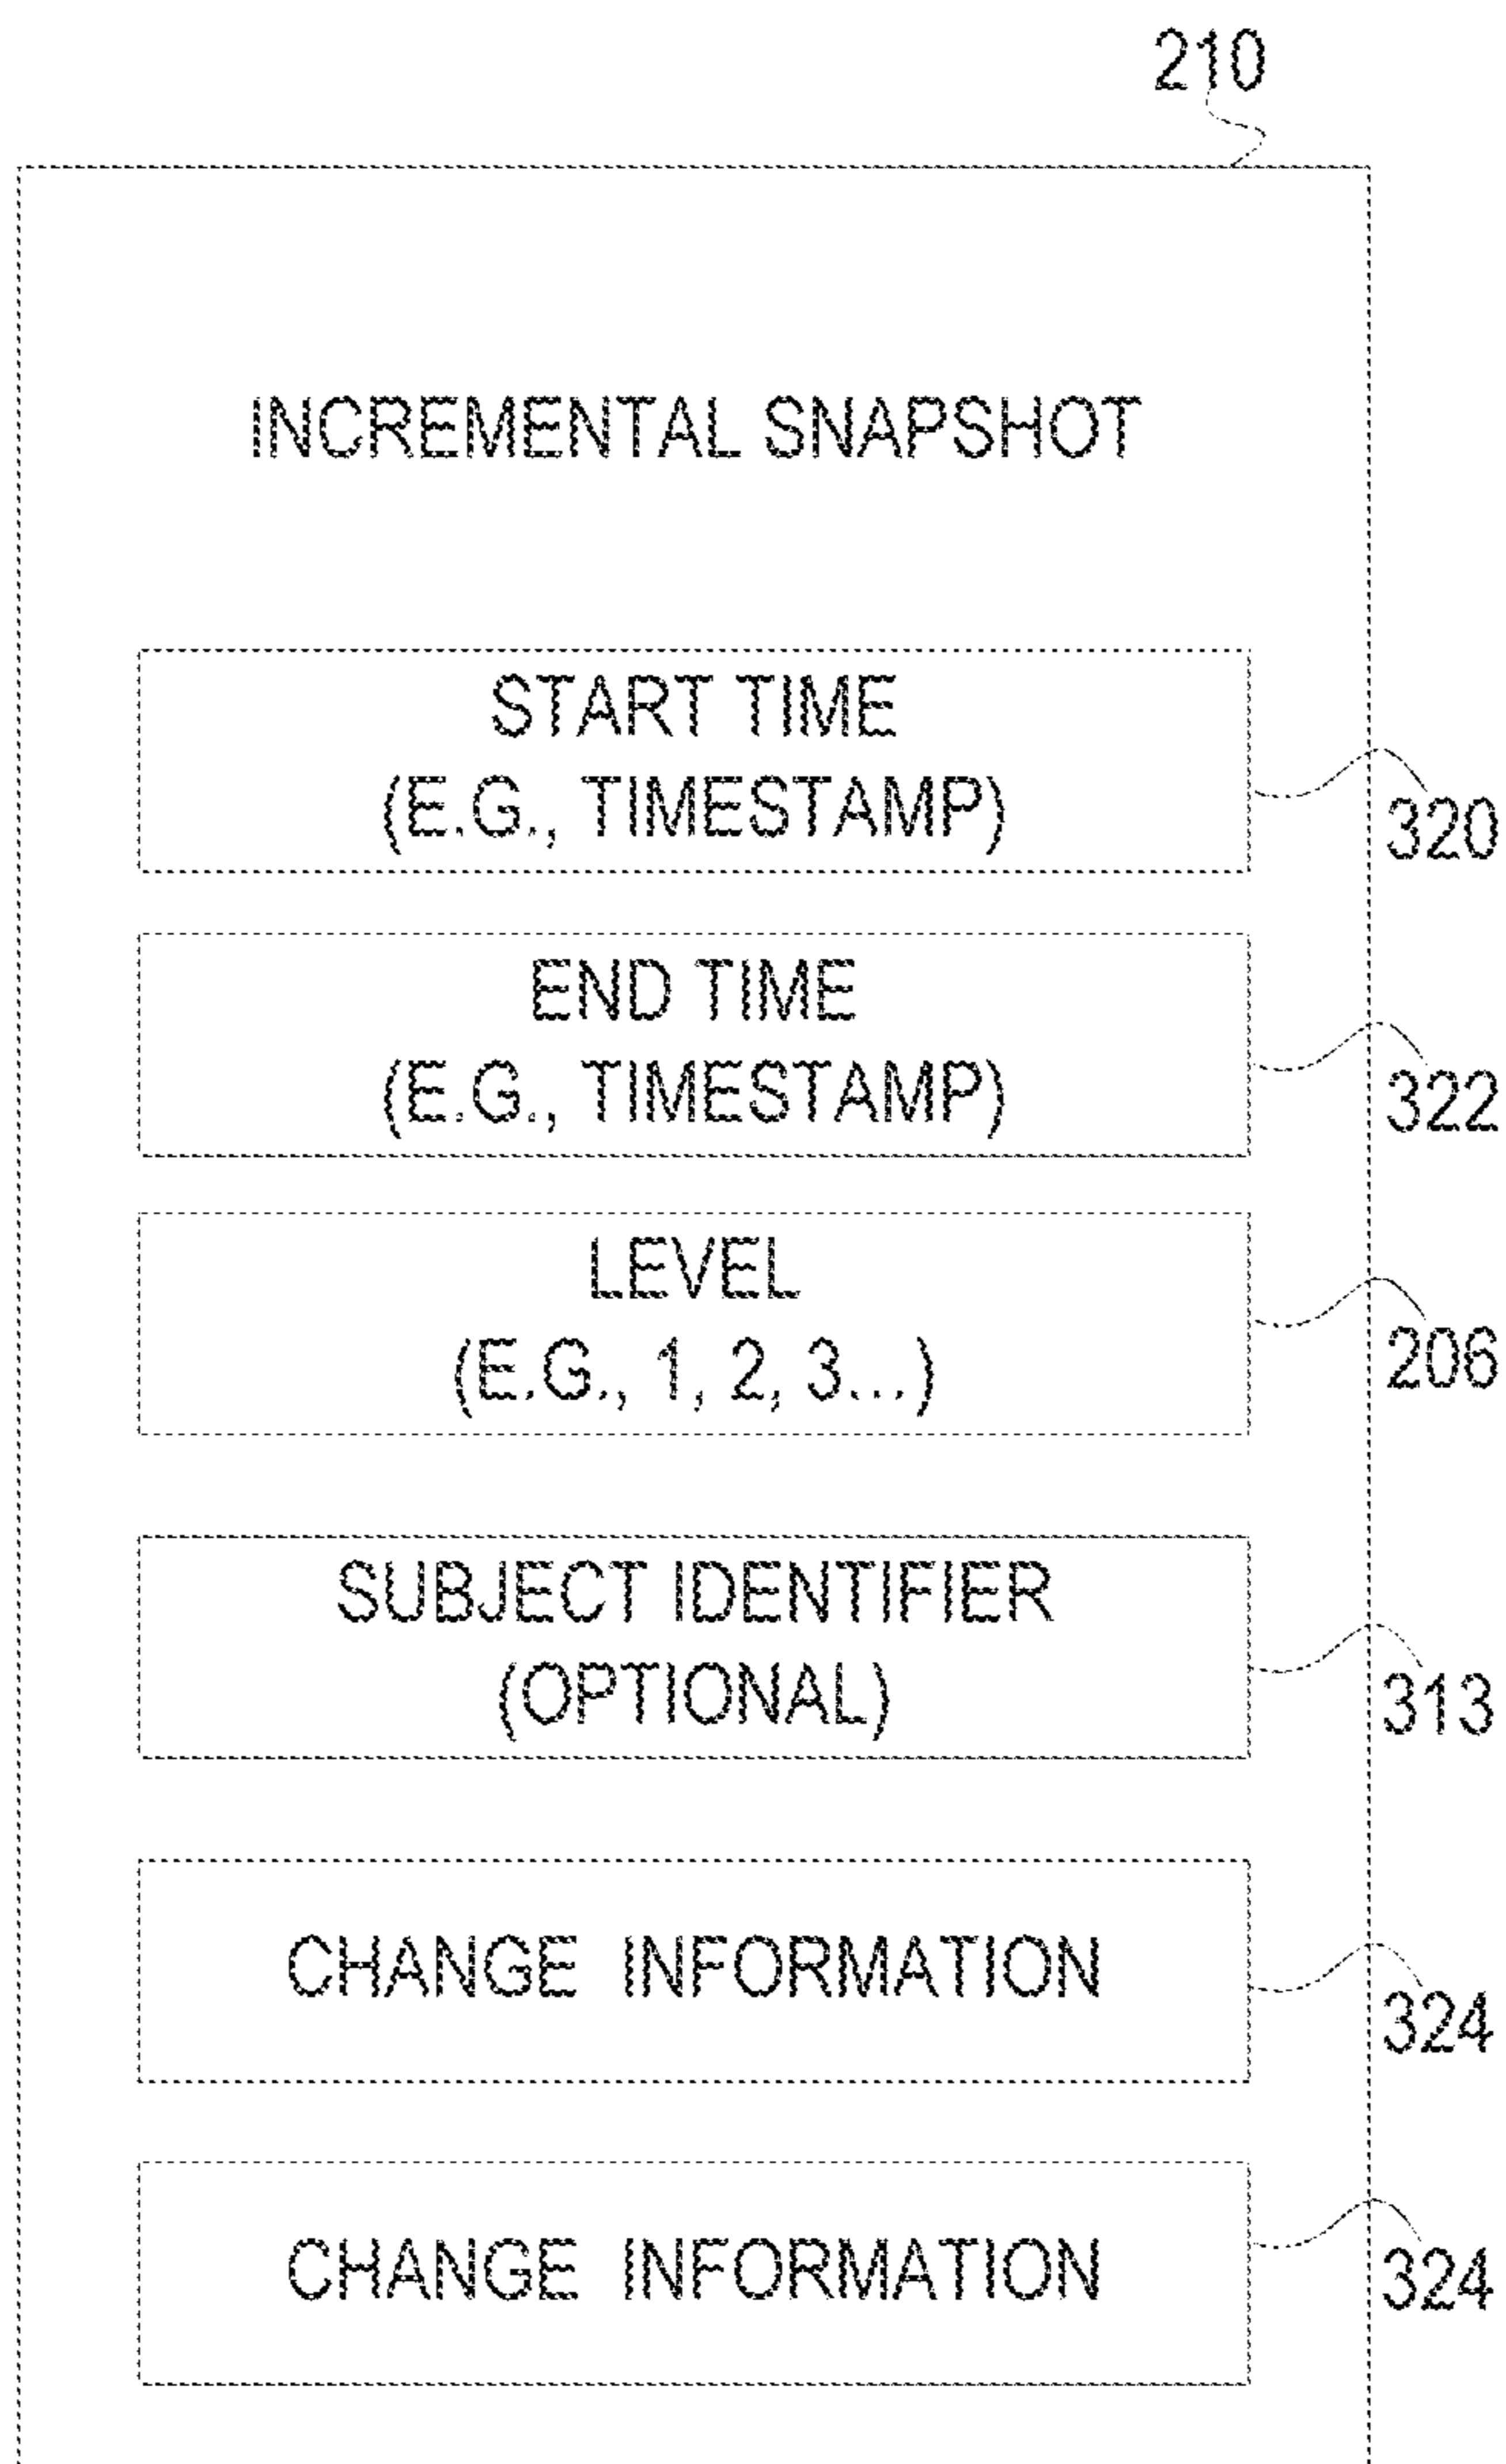 210
INCREMENTAL SNAPSHOT
START TIME
(E.G., TIMESTAMP)
320
END TIME
(E.G., TIMESTAMP)
322
LEVEL
(E.G., 1, 2, 3...)
206
SUBJECT IDENTIFIER
(OPTIONAL)
313
CHANGE INFORMATION
324
CHANGE INFORMATION
324